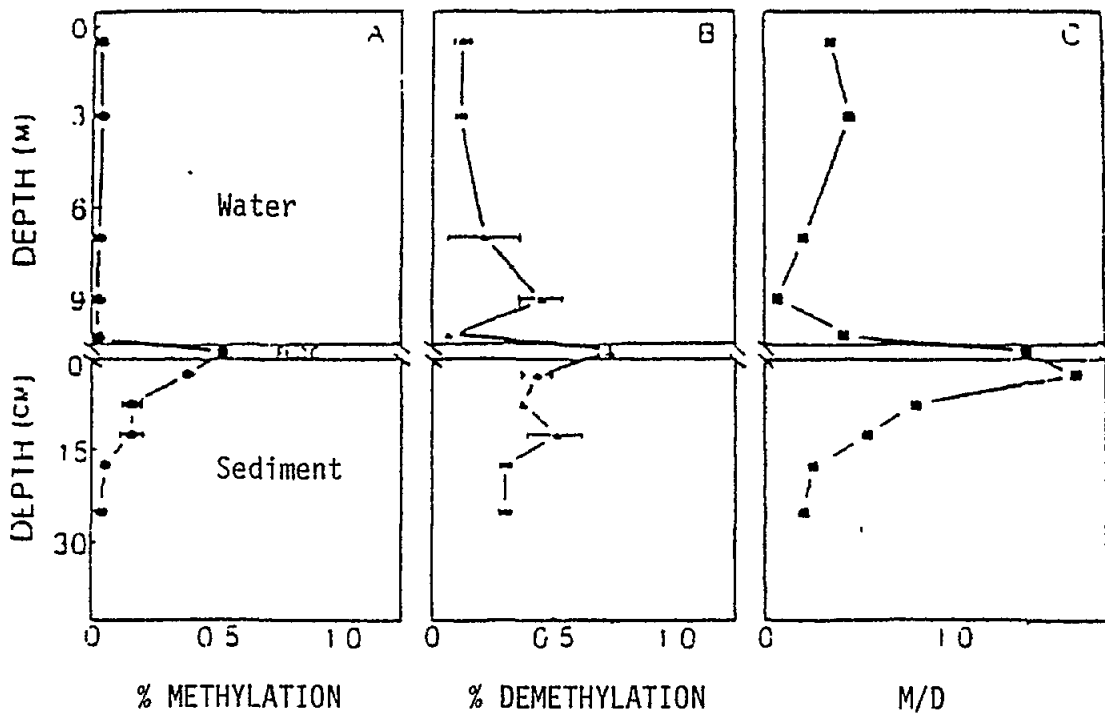 A B C
DEPTH (M)
0
3
6
9
Water
DEPTH (CM)
0
15
30
Sediment
0 0.5 1.0
0 0.5 1.0
0 1.0
% METHYLATION
% DEMETHYLATION
M/D